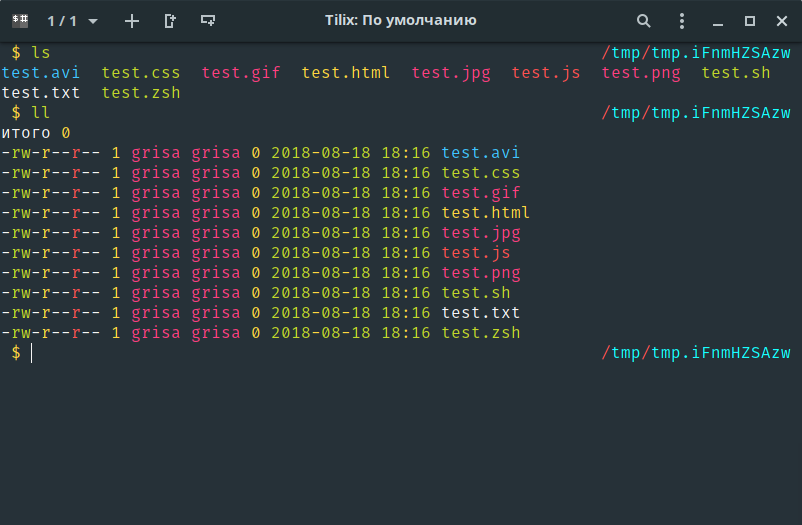 1 / 1 Tilix: По умолчанию
$ ls /tmp/tmp.iFnmHZSAzw
test.avi test.css test.gif test.html test.jpg test.js test.png test.sh
test.txt test.zsh
$ ll /tmp/tmp.iFnmHZSAzw
итого 0
-rw-r--r-- 1 grisa grisa 0 2018-08-18 18:16 test.avi
-rw-r--r-- 1 grisa grisa 0 2018-08-18 18:16 test.css
-rw-r--r-- 1 grisa grisa 0 2018-08-18 18:16 test.gif
-rw-r--r-- 1 grisa grisa 0 2018-08-18 18:16 test.html
-rw-r--r-- 1 grisa grisa 0 2018-08-18 18:16 test.jpg
-rw-r--r-- 1 grisa grisa 0 2018-08-18 18:16 test.js
-rw-r--r-- 1 grisa grisa 0 2018-08-18 18:16 test.png
-rw-r--r-- 1 grisa grisa 0 2018-08-18 18:16 test.sh
-rw-r--r-- 1 grisa grisa 0 2018-08-18 18:16 test.txt
-rw-r--r-- 1 grisa grisa 0 2018-08-18 18:16 test.zsh
$ /tmp/tmp.iFnmHZSAzw